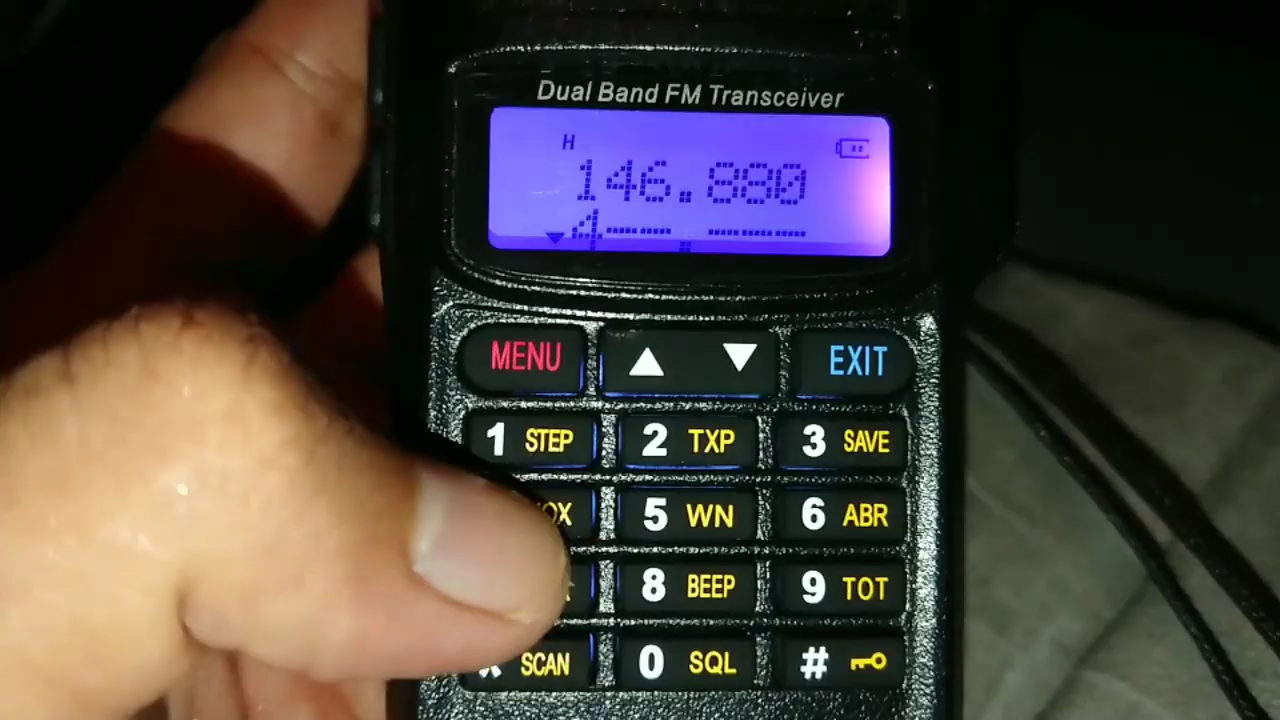 Dual Band FM Transceiver
H
146.880
4--.---
MENU ▲ ▼ EXIT
1 STEP 2 TXP 3 SAVE
5 WN 6 ABR
8 BEEP 9 TOT
SCAN 0 SQL #